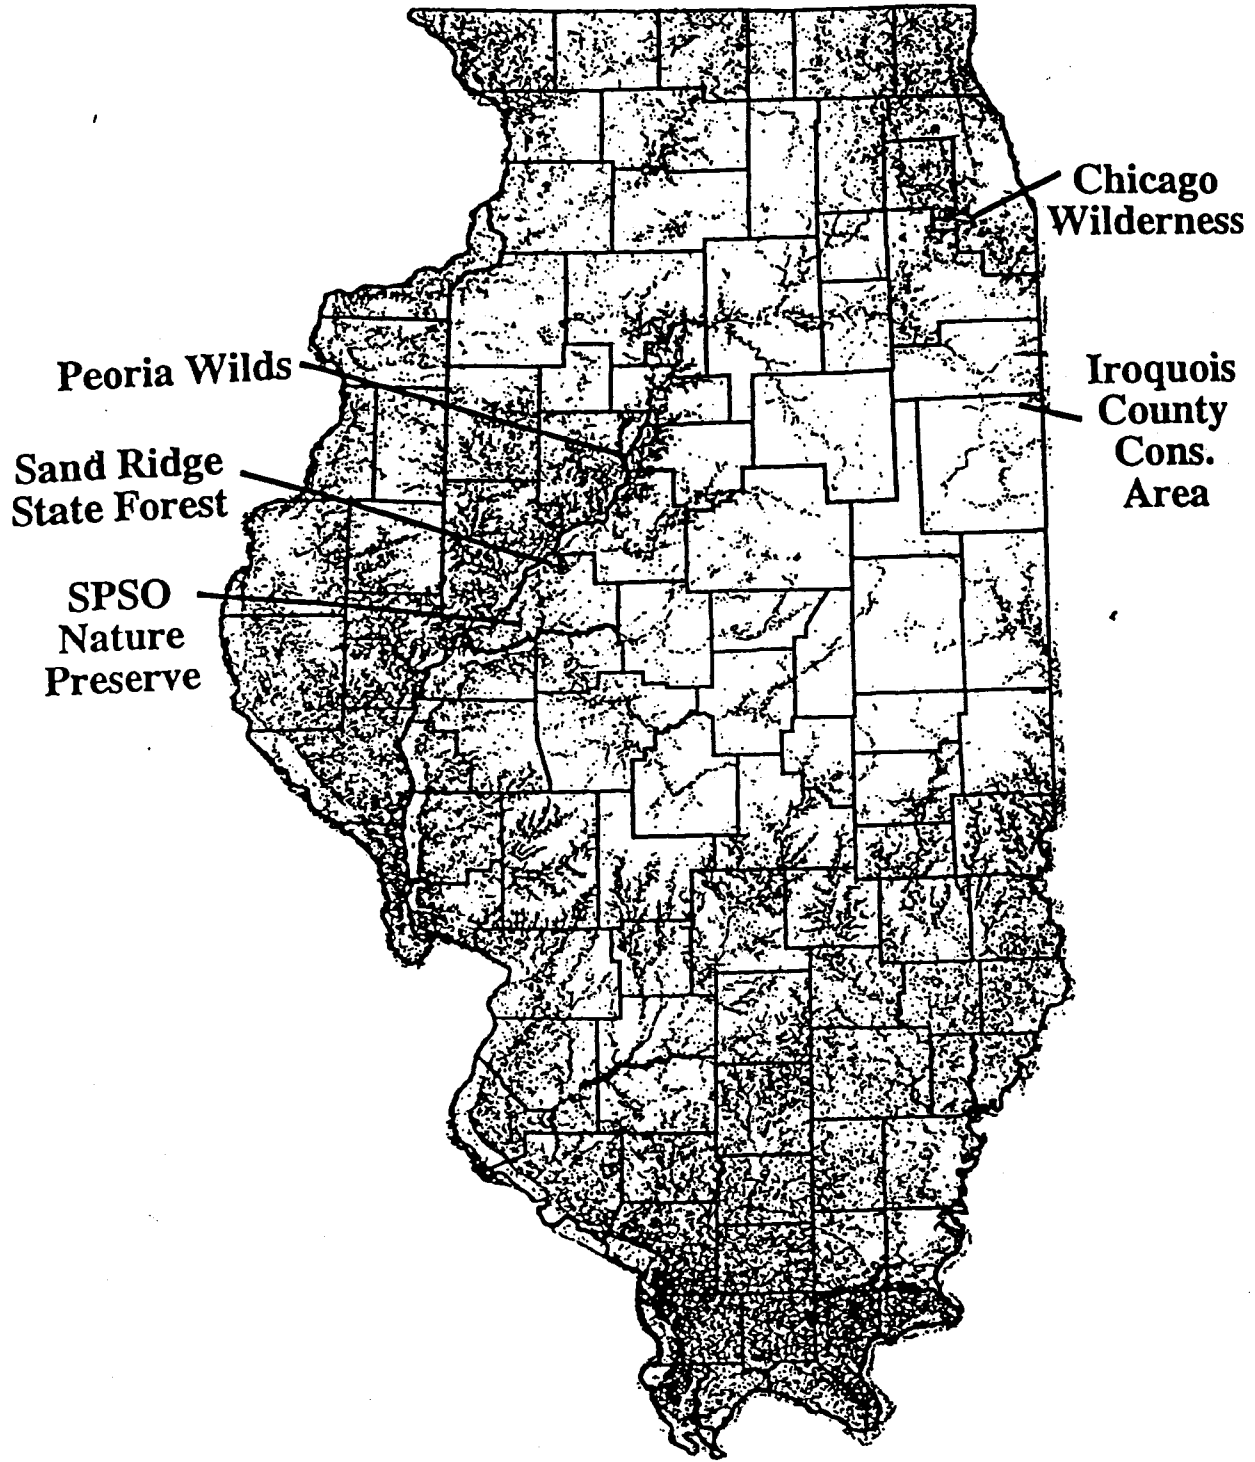 Chicago
Wilderness
Peoria Wilds
Iroquois
County
Cons.
Area
Sand Ridge
State Forest
SPSO
Nature
Preserve